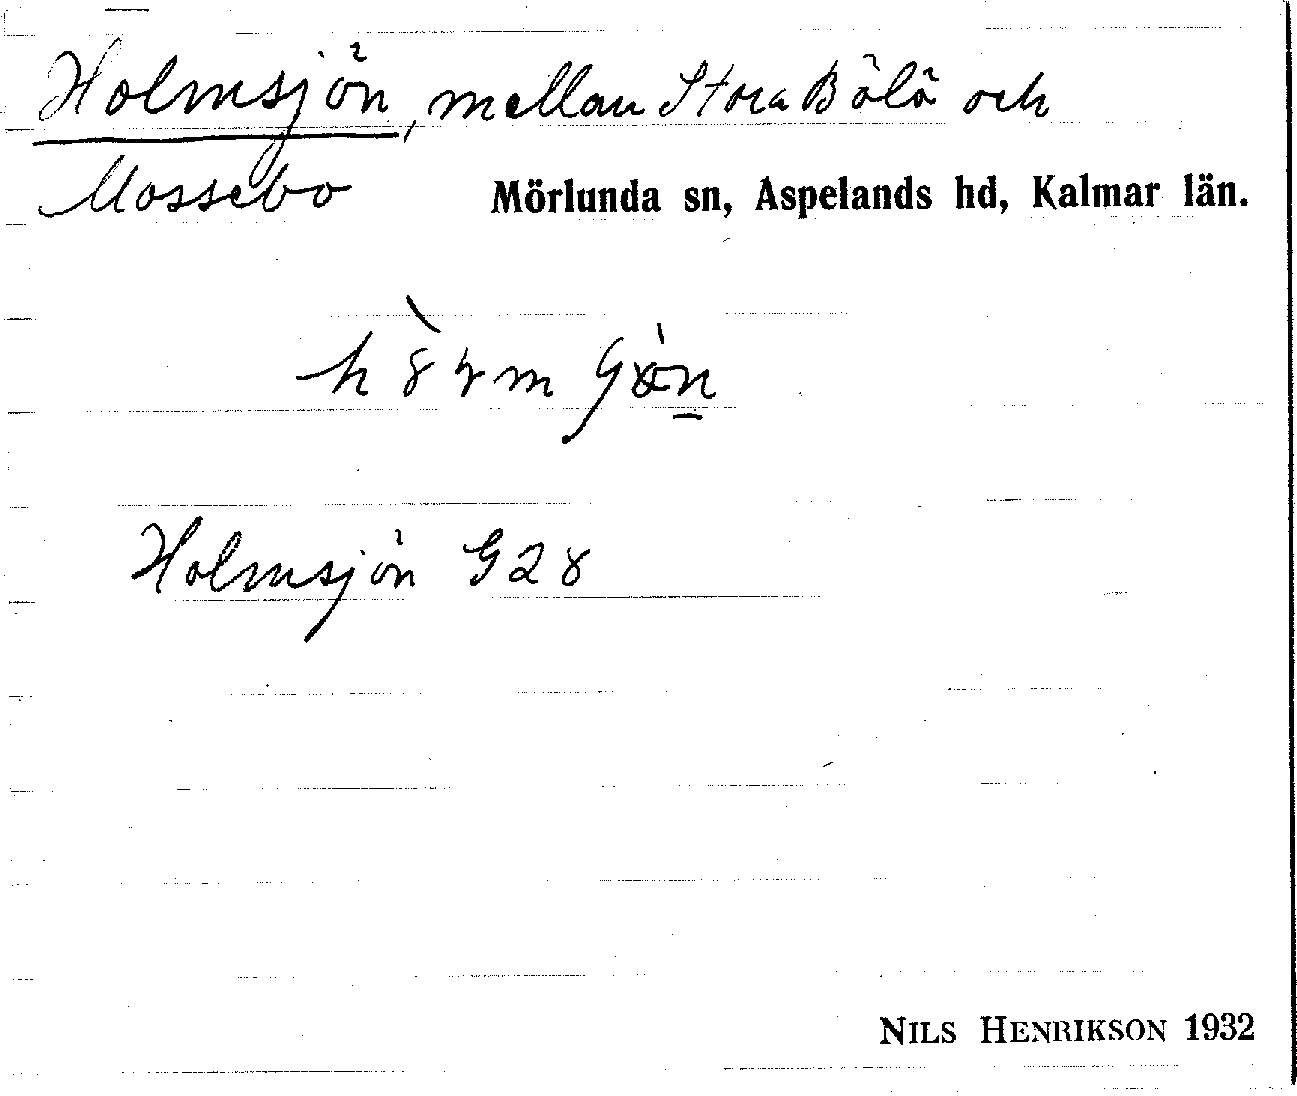 Holmsjön, mellan Stora Bölö och
Mossebo Mörlunda sn, Aspelands hd, Kalmar län.
Holmsjön G28
NILS HENRIKSON 1932